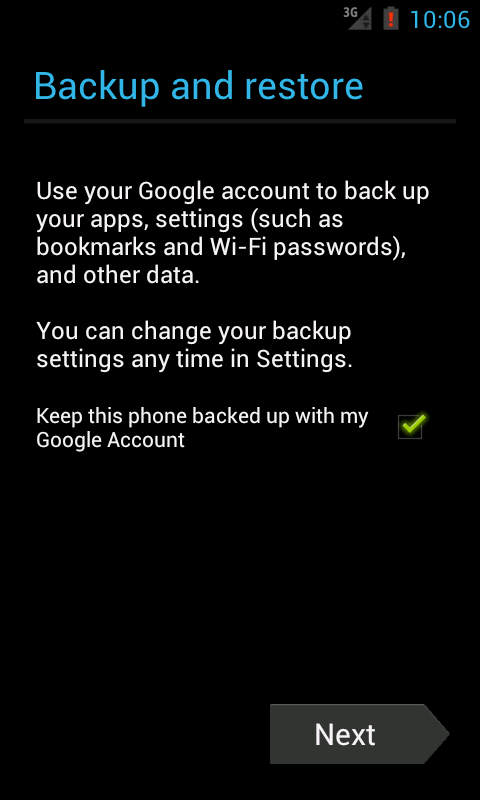 3G 10:06
Backup and restore
Use your Google account to back up
your apps, settings (such as
bookmarks and Wi-Fi passwords),
and other data.
You can change your backup
settings any time in Settings.
Keep this phone backed up with my
Google Account
Next